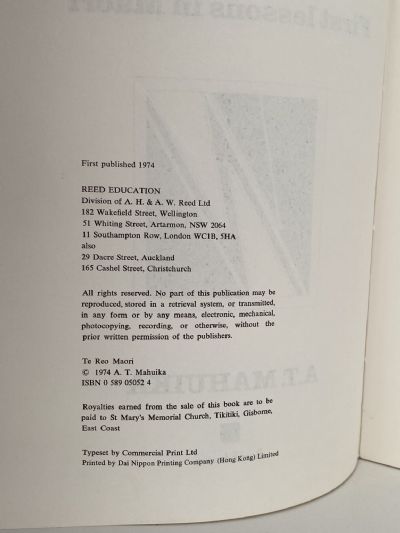 First lessons in Maori
First published 1974
REED EDUCATION
Division of A. H. & A. W. Reed Ltd
182 Wakefield Street, Wellington
51 Whiting Street, Artarmon, NSW 2064
11 Southampton Row, London WC1B, 5HA
also
29 Dacre Street, Auckland
165 Cashel Street, Christchurch
All rights reserved. No part of this publication may be
reproduced, stored in a retrieval system, or transmitted,
in any form or by any means, electronic, mechanical,
photocopying, recording, or otherwise, without the
prior written permission of the publishers.
Te Reo Maori
© 1974 A. T. Mahuika
ISBN 0 589 05052 4
A.T. MAHUIKA
Royalties earned from the sale of this book are to be
paid to St Mary's Memorial Church, Tikitiki, Gisborne,
East Coast
Typeset by Commercial Print Ltd
Printed by Dai Nippon Printing Company (Hong Kong) Limited